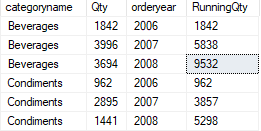 categoryname Qty orderyear RunningQty
Beverages 1842 2006 1842
Beverages 3996 2007 5838
Beverages 3694 2008 9532
Condiments 962 2006 962
Condiments 2895 2007 3857
Condiments 1441 2008 5298